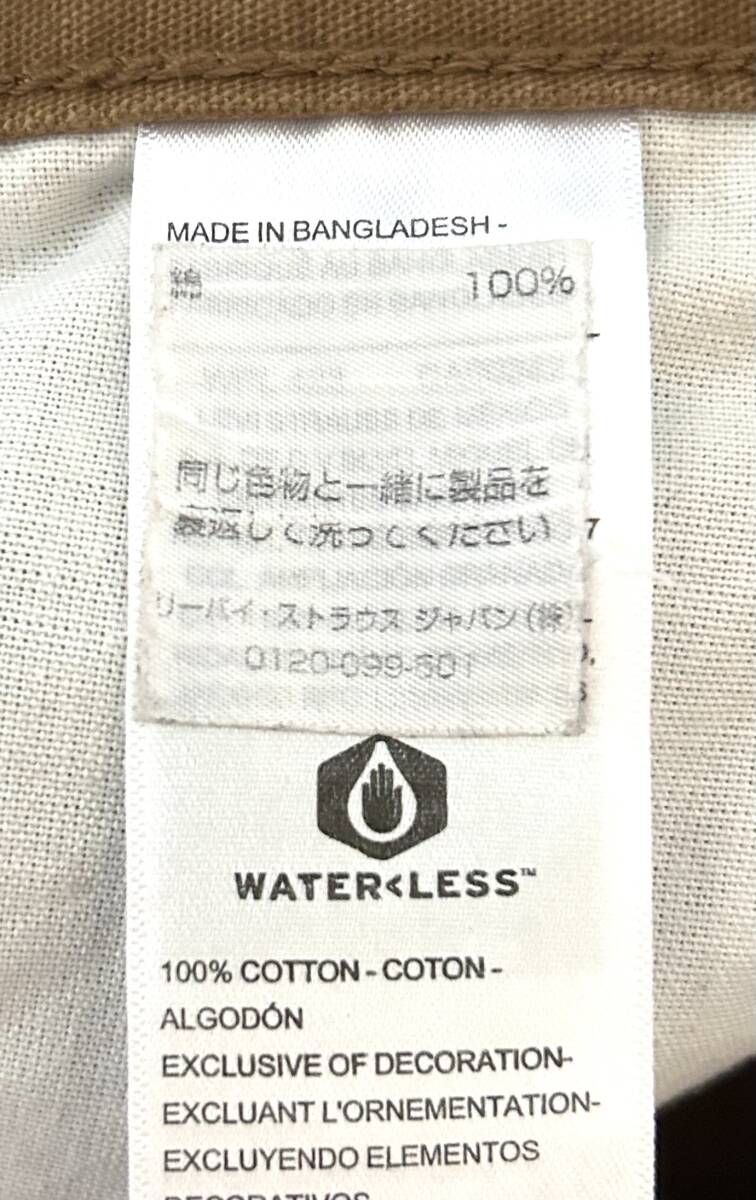 MADE IN BANGLADESH -
綿 100%
同じ色物と一緒に製品を
裏返して洗ってください
7
リーバイ・ストラウス ジャパン(株)
0120-099-501
WATER<LESS™
100% COTTON - COTON -
ALGODÓN
EXCLUSIVE OF DECORATION-
EXCLUANT L'ORNEMENTATION-
EXCLUYENDO ELEMENTOS
DECORATIVOS